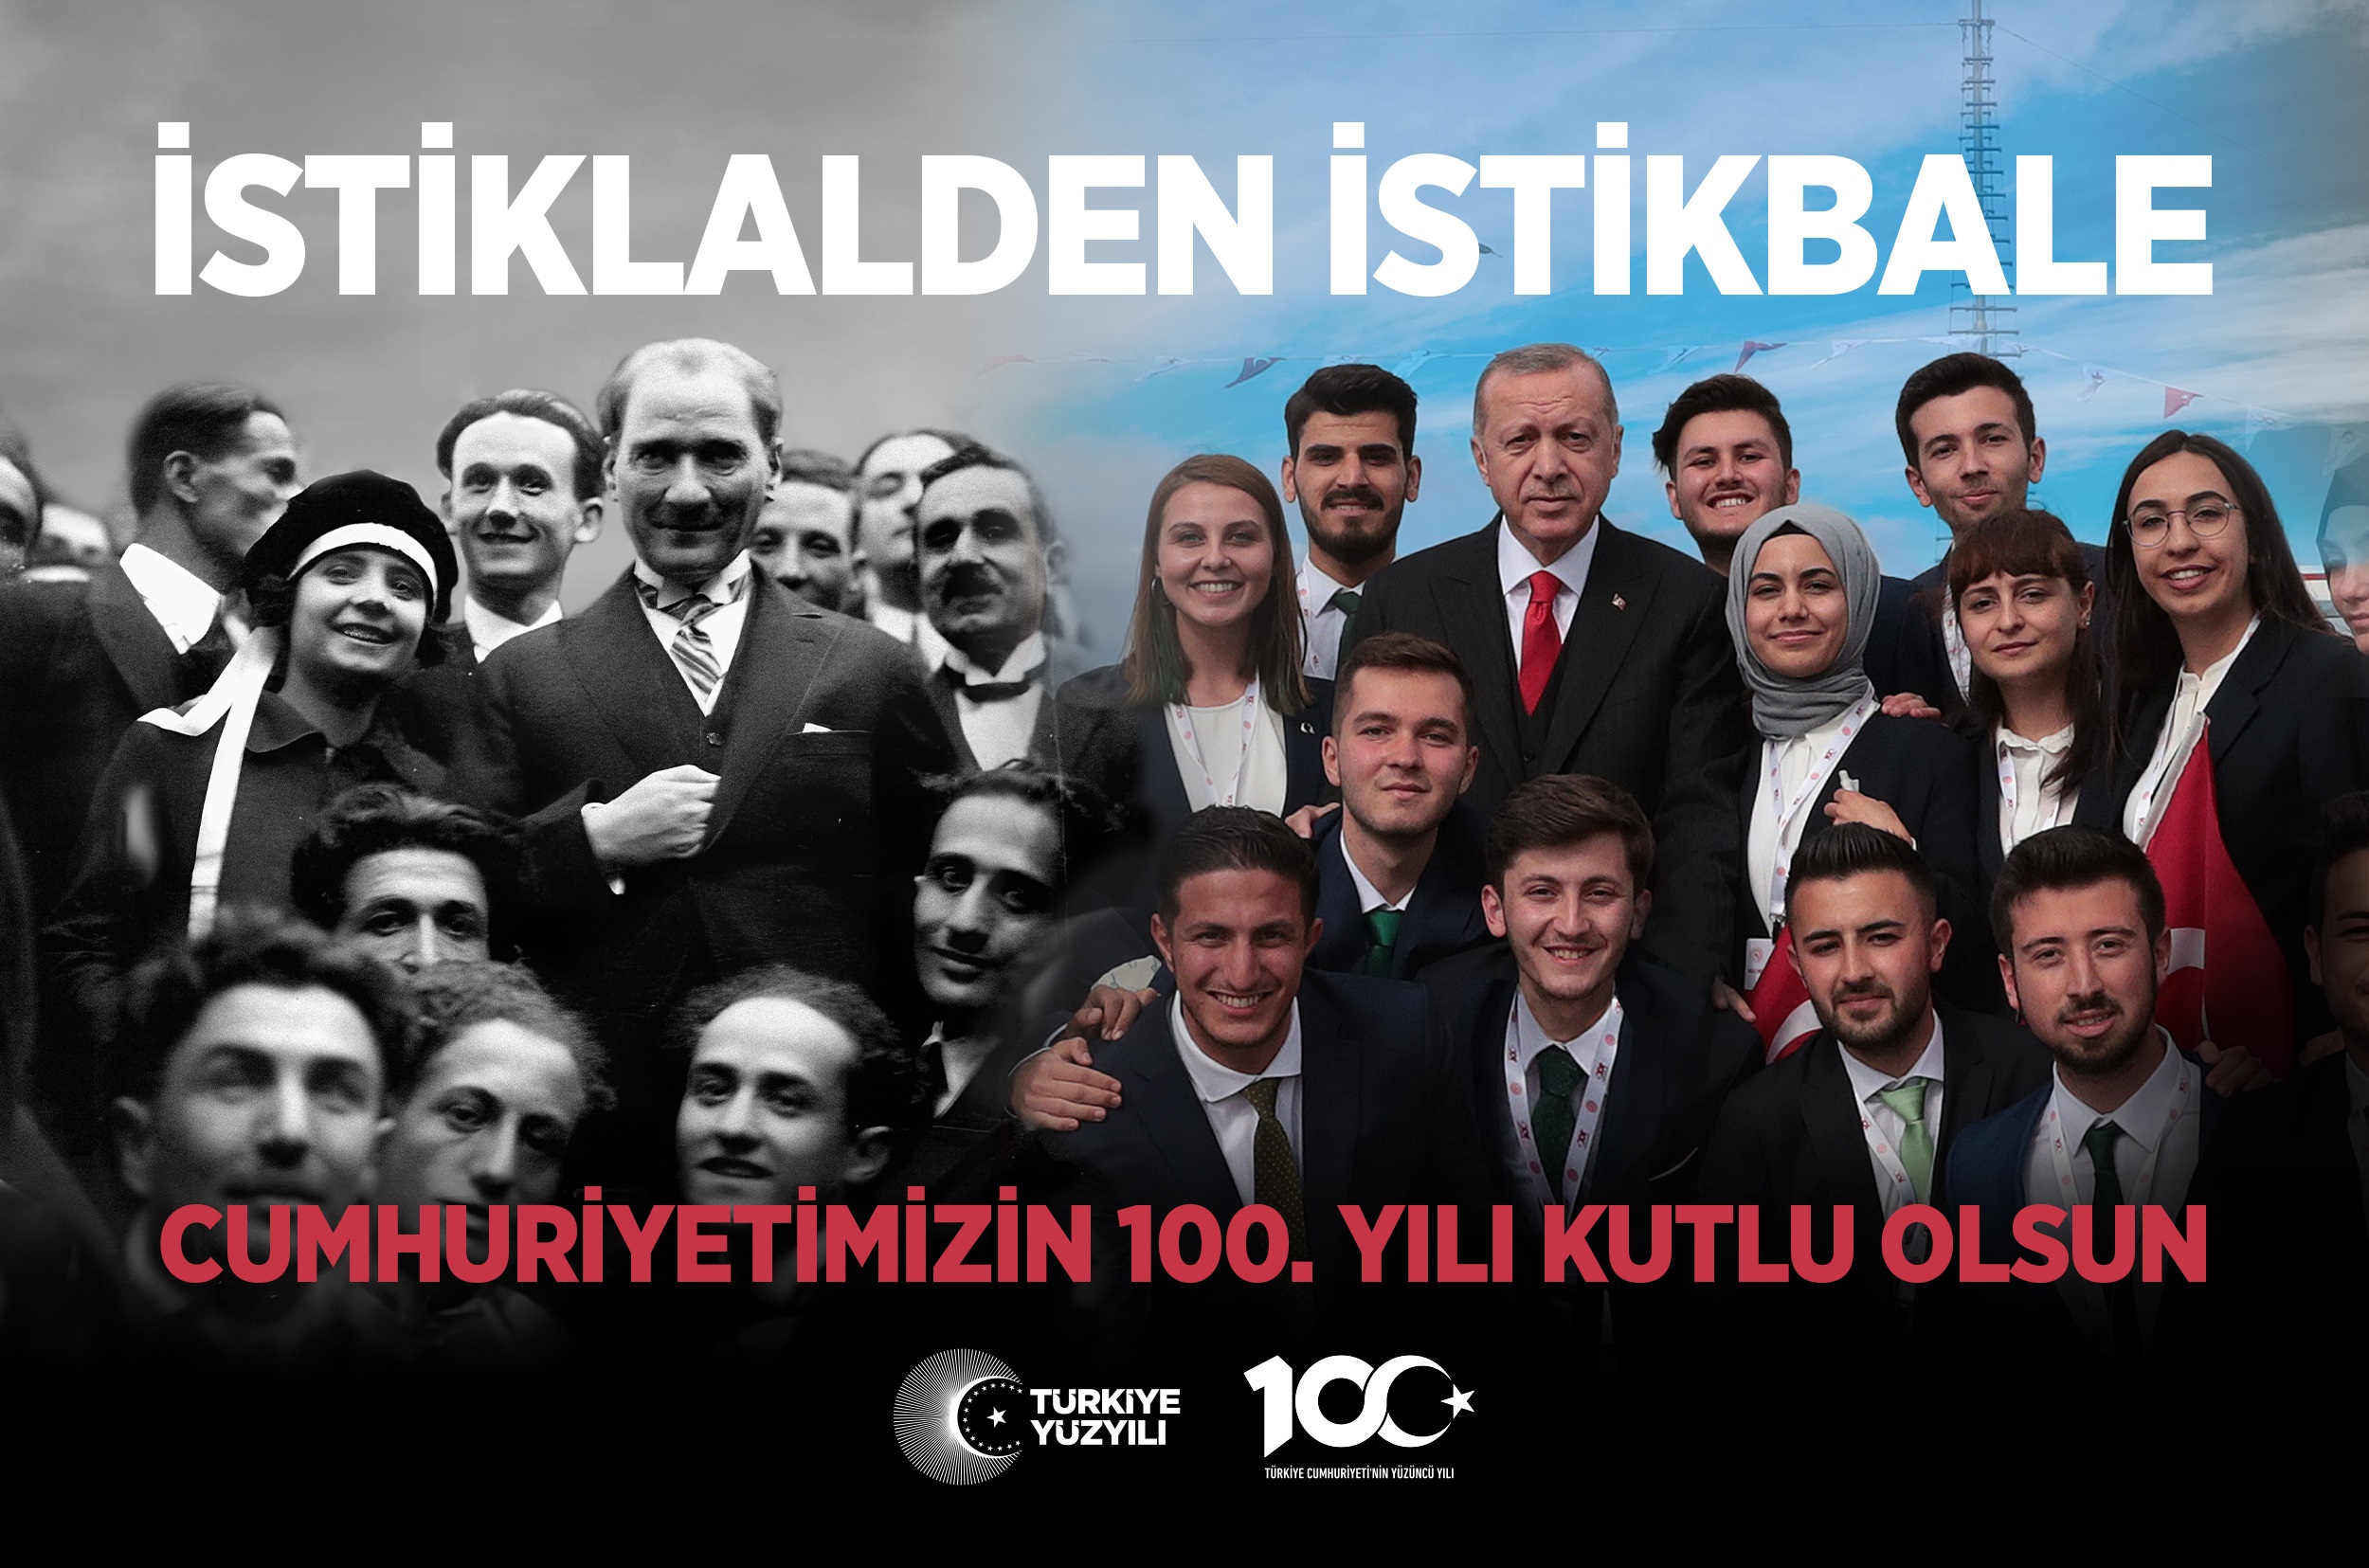 İSTİKLALDEN İSTİKBALE
CUMHURİYETİMİZİN 100. YILI KUTLU OLSUN
TÜRKİYE
YÜZYILI
100
TÜRKİYE CUMHURİYETİ'NİN YÜZÜNCÜ YILI